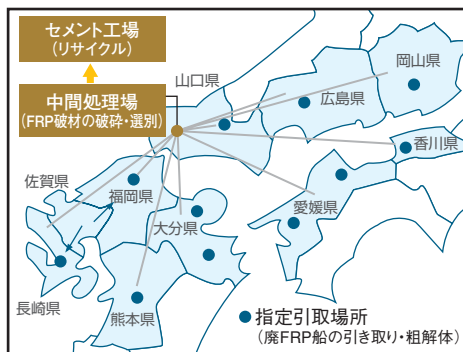 セメント工場
(リサイクル)
中間処理場
(FRP破材の破砕・選別)
山口県
岡山県
広島県
香川県
佐賀県
福岡県
愛媛県
大分県
長崎県
熊本県
指定引取場所
(廃FRP船の引き取り・粗解体)